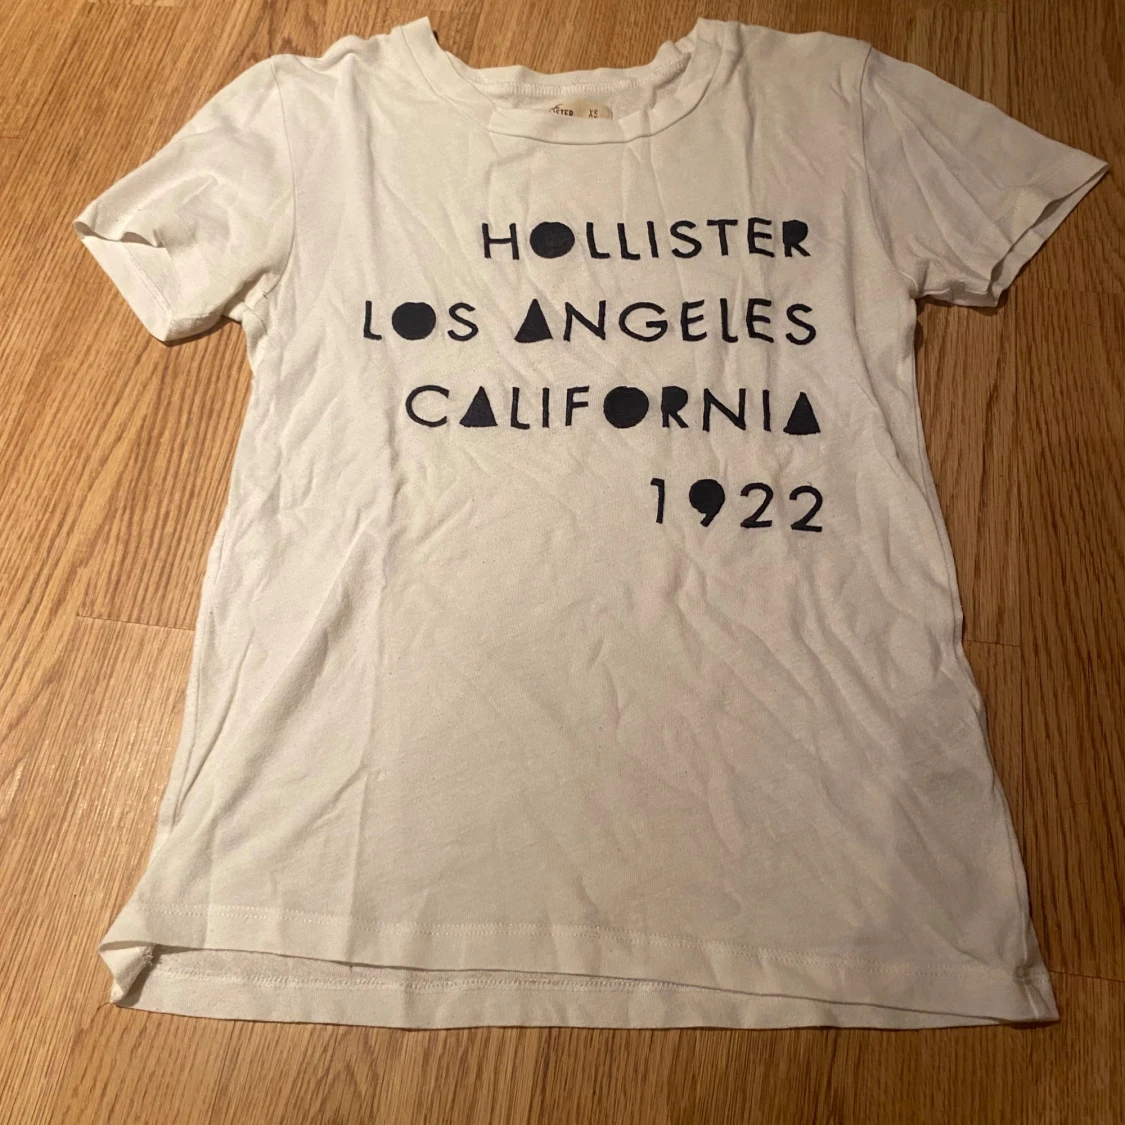 XS
HOLLISTER
LOS ANGELES
CALIFORNIA
1922